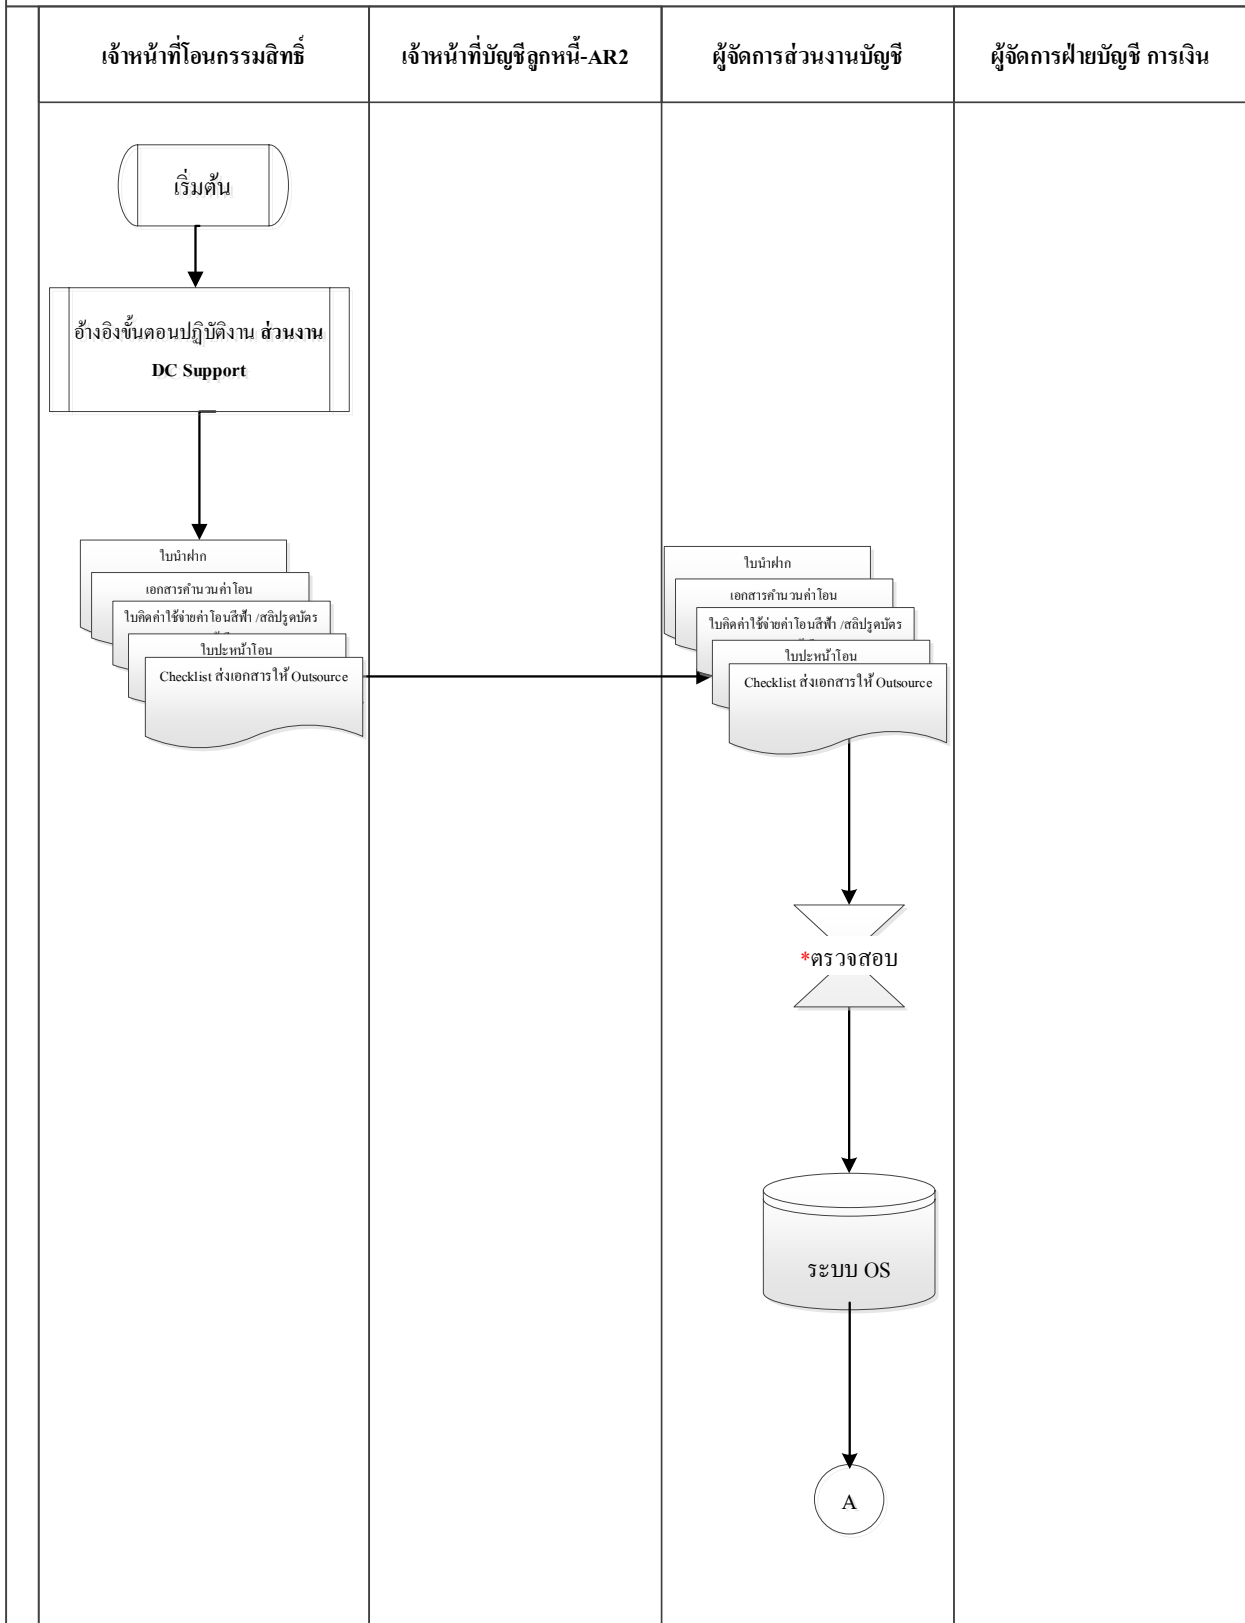 เจ้าหน้าที่โอนกรรมสิทธิ์
เจ้าหน้าที่บัญชีลูกหนี้-AR2
ผู้จัดการส่วนงานบัญชี
ผู้จัดการฝ่ายบัญชี การเงิน
เริ่มต้น
อ้างอิงขั้นตอนปฏิบัติงาน ส่วนงาน
DC Support
ใบนำฝาก
เอกสารคำนวนค่าโอน
ใบคิดค่าใช้จ่ายค่าโอนสีฟ้า /สลิปรูดบัตร
ใบปะหน้าโอน
Checklist ส่งเอกสารให้ Outsource
ใบนำฝาก
เอกสารคำนวนค่าโอน
ใบคิดค่าใช้จ่ายค่าโอนสีฟ้า /สลิปรูดบัตร
ใบปะหน้าโอน
Checklist ส่งเอกสารให้ Outsource
*ตรวจสอบ
ระบบ OS
A